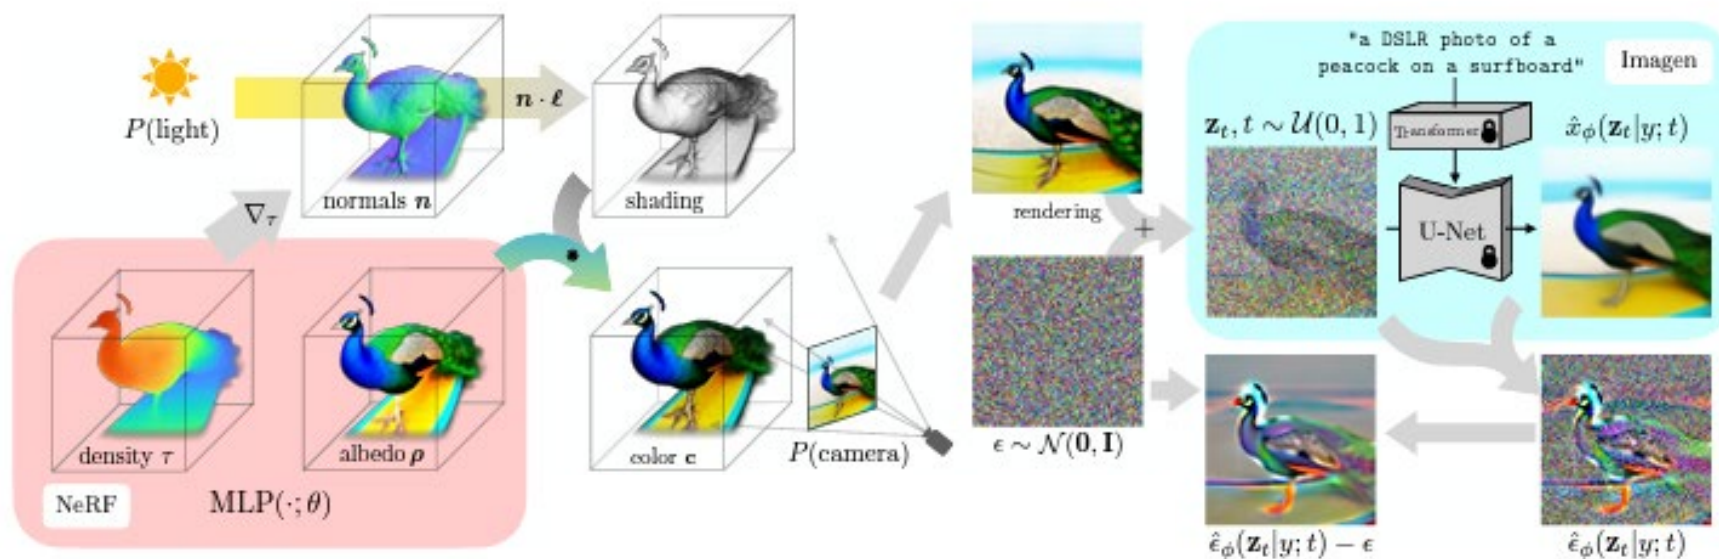 P(light)
n · ℓ
normals n
∇τ
shading
density τ
albedo ρ
NeRF
MLP(·; θ)
color c
P(camera)
rendering
+
ϵ ∼ N(0, I)
"a DSLR photo of a
peacock on a surfboard"
Imagen
Transformer
z_t, t ∼ U(0, 1)
x̂_ϕ(z_t|y; t)
U-Net
ϵ̂_ϕ(z_t|y; t) − ϵ
ϵ̂_ϕ(z_t|y; t)